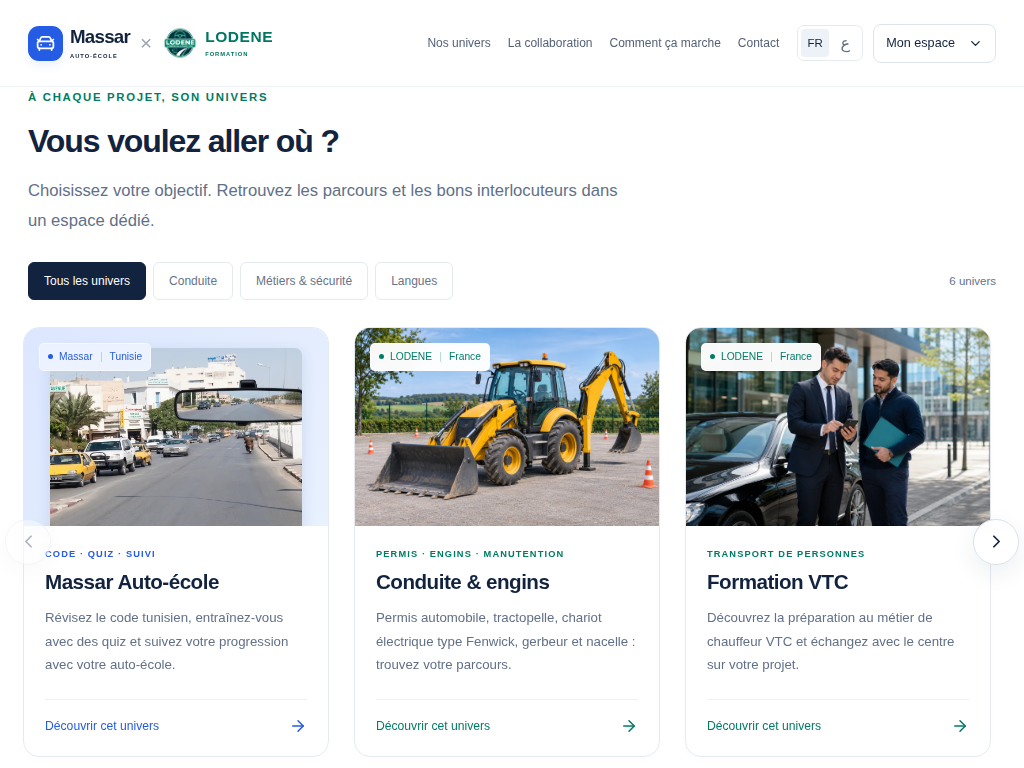 Massar
AUTO-ÉCOLE
×
LODENE
LODENE
FORMATION
Nos univers
La collaboration
Comment ça marche
Contact
FR
ع
Mon espace
À CHAQUE PROJET, SON UNIVERS
Vous voulez aller où ?
Choisissez votre objectif. Retrouvez les parcours et les bons interlocuteurs dans
un espace dédié.
Tous les univers
Conduite
Métiers & sécurité
Langues
6 univers
Massar | Tunisie
CODE · QUIZ · SUIVI
Massar Auto-école
Révisez le code tunisien, entraînez-vous
avec des quiz et suivez votre progression
avec votre auto-école.
Découvrir cet univers
LODENE | France
PERMIS · ENGINS · MANUTENTION
Conduite & engins
Permis automobile, tractopelle, chariot
électrique type Fenwick, gerbeur et nacelle :
trouvez votre parcours.
Découvrir cet univers
LODENE | France
TRANSPORT DE PERSONNES
Formation VTC
Découvrez la préparation au métier de
chauffeur VTC et échangez avec le centre
sur votre projet.
Découvrir cet univers